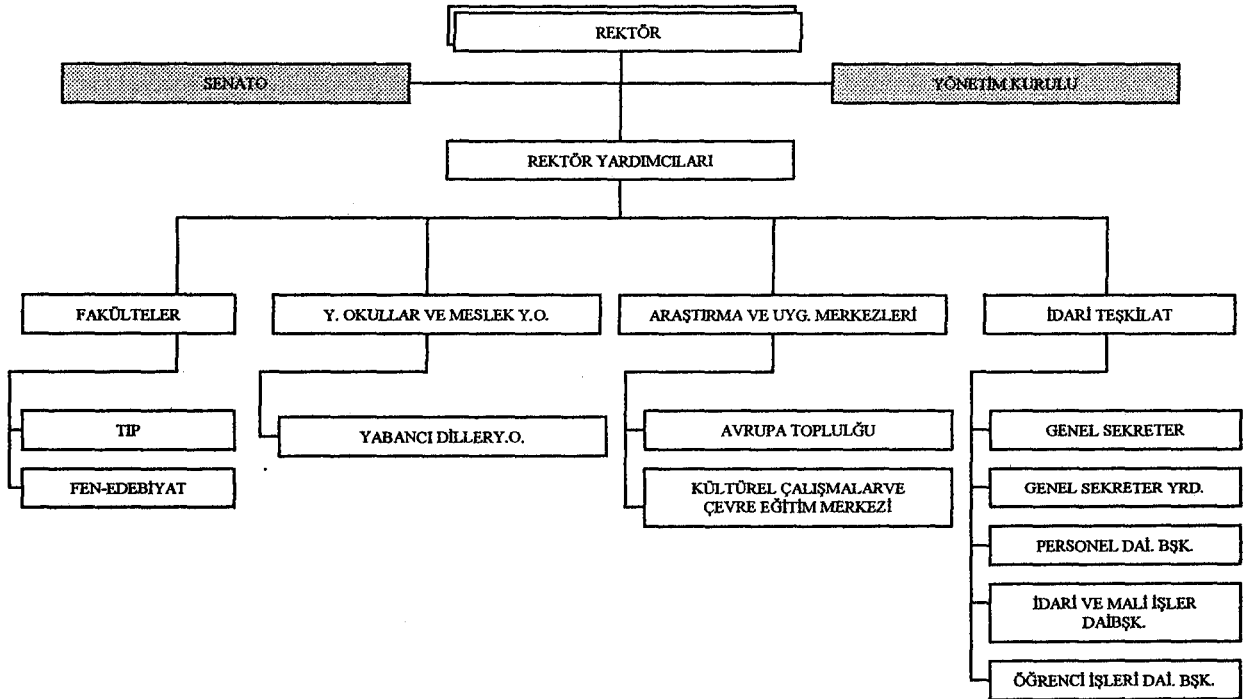 REKTÖR
SENATO
YÖNETİM KURULU
REKTÖR YARDIMCILARI
FAKÜLTELER
Y. OKULLAR VE MESLEK Y.O.
ARAŞTIRMA VE UYG. MERKEZLERİ
İDARİ TEŞKİLAT
TIP
FEN-EDEBİYAT
YABANCI DİLLERY.O.
AVRUPA TOPLULĞU
KÜLTÜREL ÇALIŞMALARVE
ÇEVRE EĞİTİM MERKEZİ
GENEL SEKRETER
GENEL SEKRETER YRD.
PERSONEL DAİ. BŞK.
İDARİ VE MALİ İŞLER
DAİBŞK.
ÖĞRENCİ İŞLERİ DAİ. BŞK.